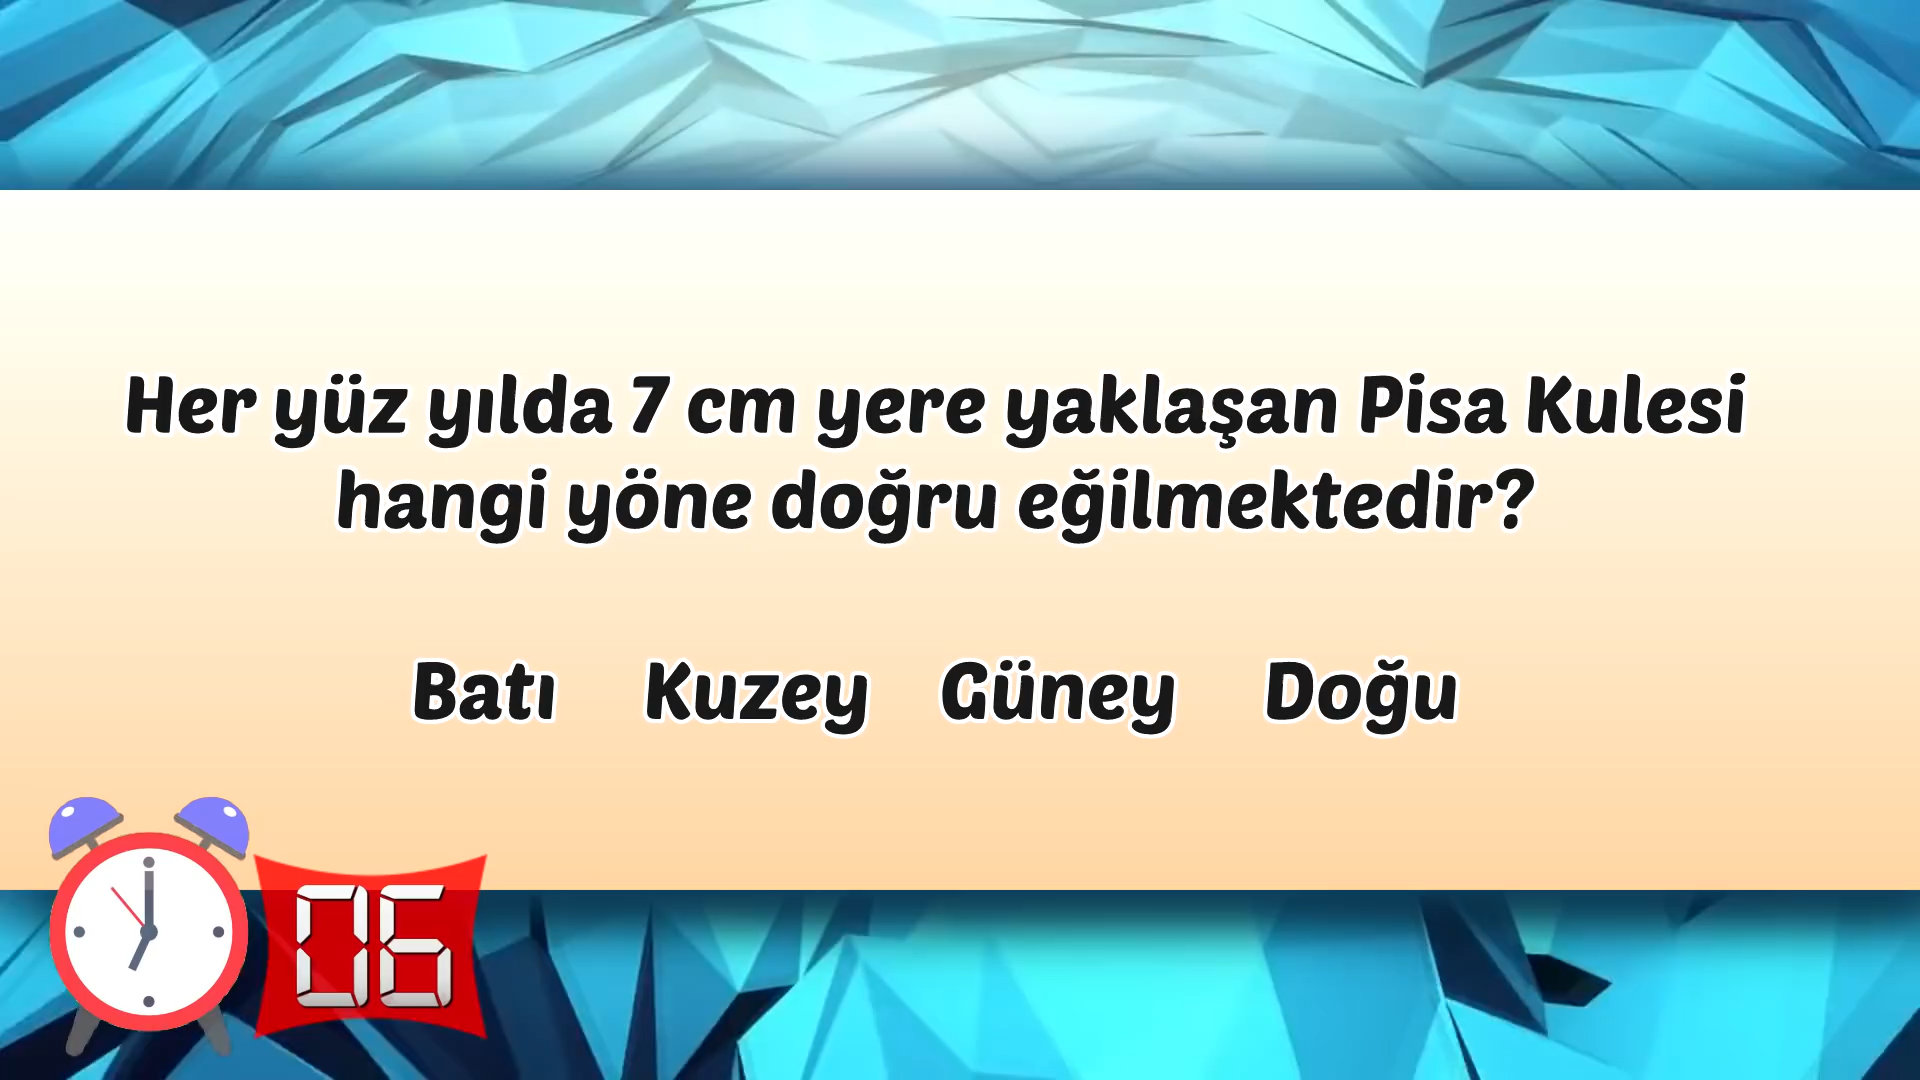 Her yüz yılda 7 cm yere yaklaşan Pisa Kulesi
hangi yöne doğru eğilmektedir?
Batı Kuzey Güney Doğu
06